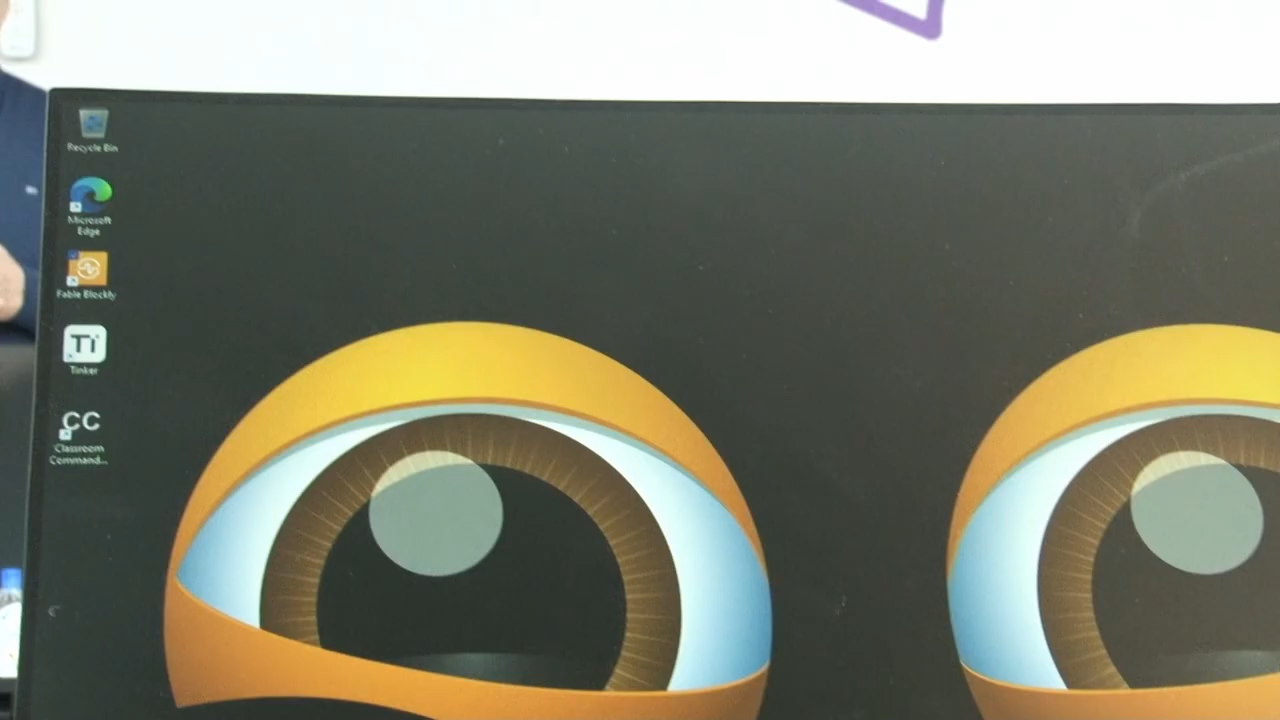 Recycle Bin
Microsoft
Edge
Fable Blockly
Ti
Tinker
CC
Classroom
Command...